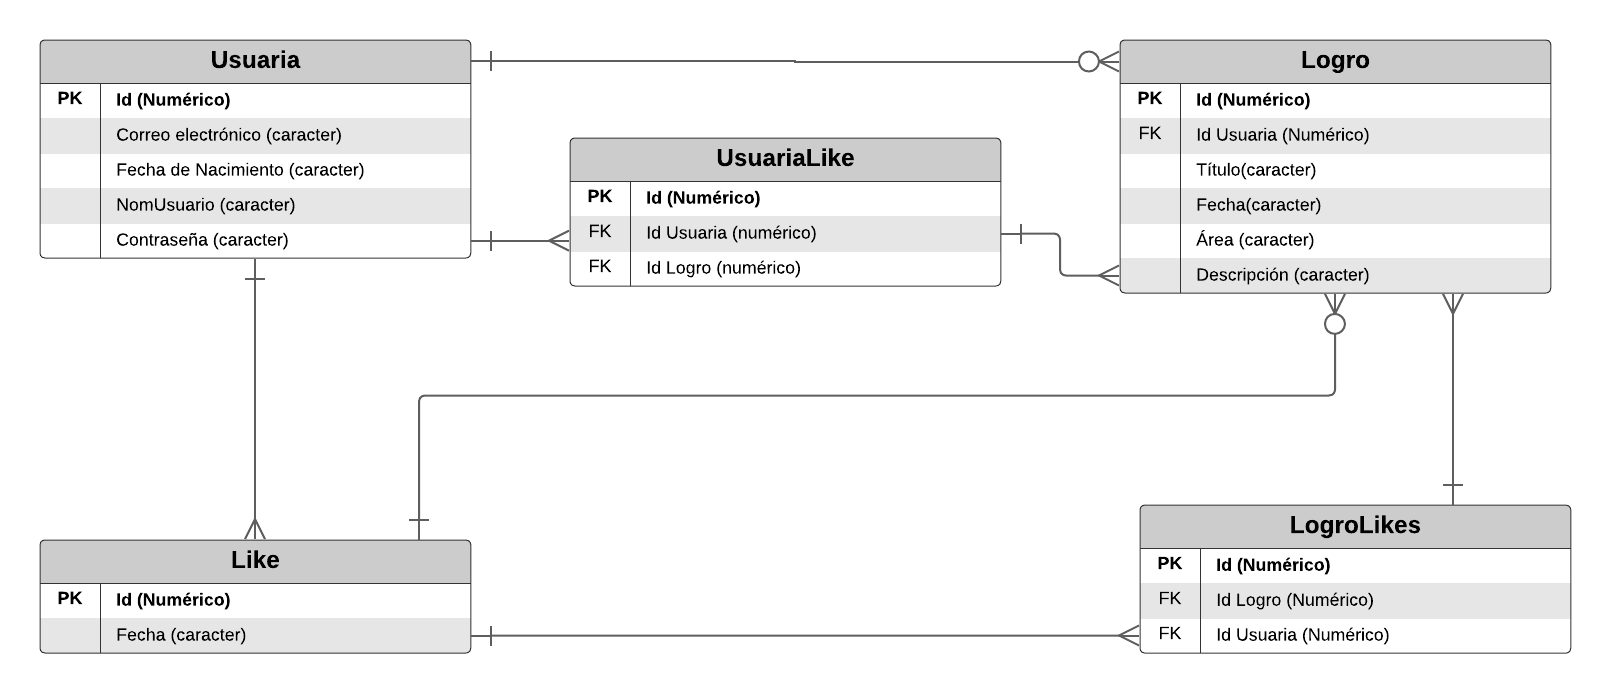 Usuaria
PK Id (Numérico)
Correo electrónico (caracter)
Fecha de Nacimiento (caracter)
NomUsuario (caracter)
Contraseña (caracter)
UsuariaLike
PK Id (Numérico)
FK Id Usuaria (numérico)
FK Id Logro (numérico)
Logro
PK Id (Numérico)
FK Id Usuaria (Numérico)
Título(caracter)
Fecha(caracter)
Área (caracter)
Descripción (caracter)
Like
PK Id (Numérico)
Fecha (caracter)
LogroLikes
PK Id (Numérico)
FK Id Logro (Numérico)
FK Id Usuaria (Numérico)